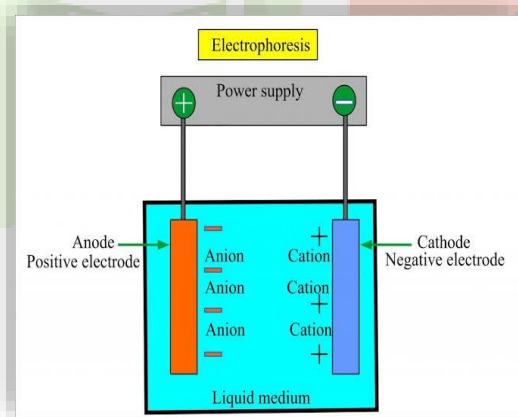 Electrophoresis
Power supply
+
−
Anode
Positive electrode
Cathode
Negative electrode
− +
Anion Cation
−
Anion Cation
− +
Anion Cation
− +
Liquid medium